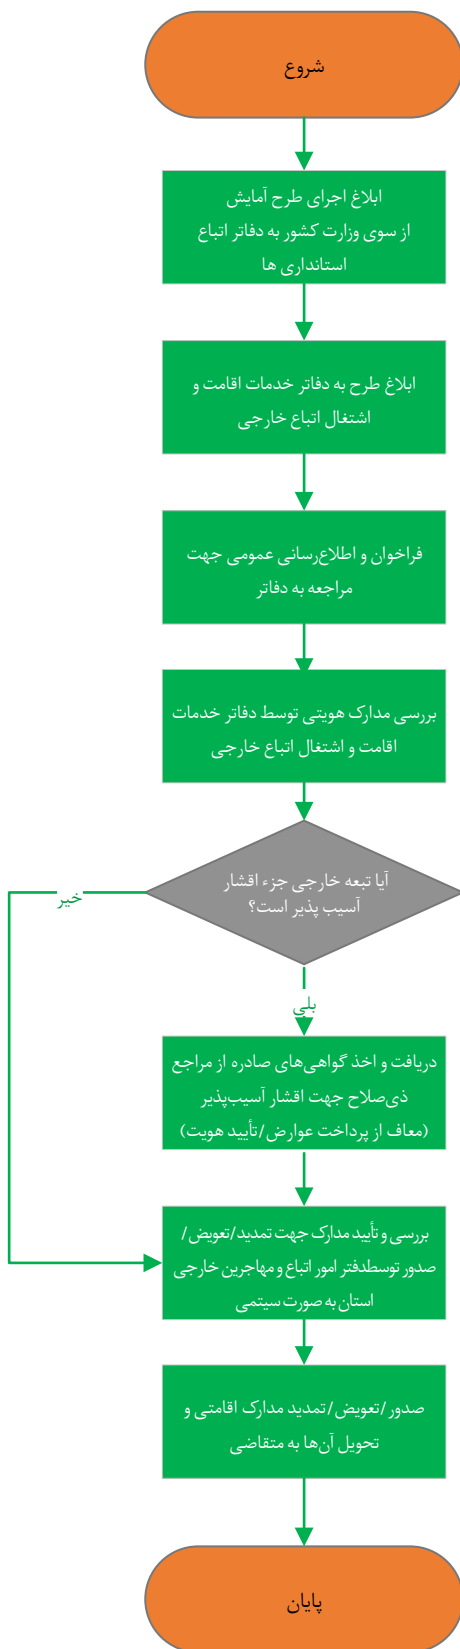 شروع
ابلاغ اجرای طرح آمایش
از سوی وزارت کشور به دفاتر اتباع
استانداری ها
ابلاغ طرح به دفاتر خدمات اقامت و
اشتغال اتباع خارجی
فراخوان و اطلاع‌رسانی عمومی جهت
مراجعه به دفاتر
بررسی مدارک هویتی توسط دفاتر خدمات
اقامت و اشتغال اتباع خارجی
آیا تبعه خارجی جزء اقشار
آسیب پذیر است؟
خیر
بلی
دریافت و اخذ گواهی‌های صادره از مراجع
ذی‌صلاح جهت اقشار آسیب‌پذیر
(معاف از پرداخت عوارض/تأیید هویت)
بررسی و تأیید مدارک جهت تمدید/تعویض/
صدور توسطدفتر امور اتباع و مهاجرین خارجی
استان به صورت سیتمی
صدور/تعویض/تمدید مدارک اقامتی و
تحویل آن‌ها به متقاضی
پایان